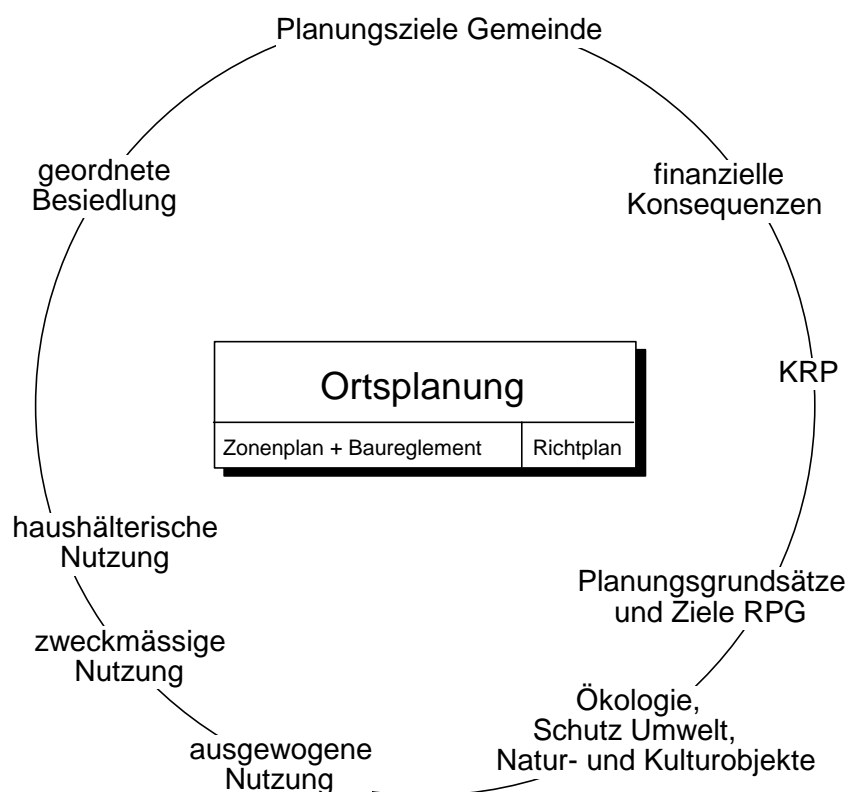 Planungsziele Gemeinde
geordnete
Besiedlung
finanzielle
Konsequenzen
Ortsplanung
Zonenplan + Baureglement
Richtplan
KRP
haushälterische
Nutzung
Planungsgrundsätze
und Ziele RPG
zweckmässige
Nutzung
Ökologie,
Schutz Umwelt,
Natur- und Kulturobjekte
ausgewogene
Nutzung